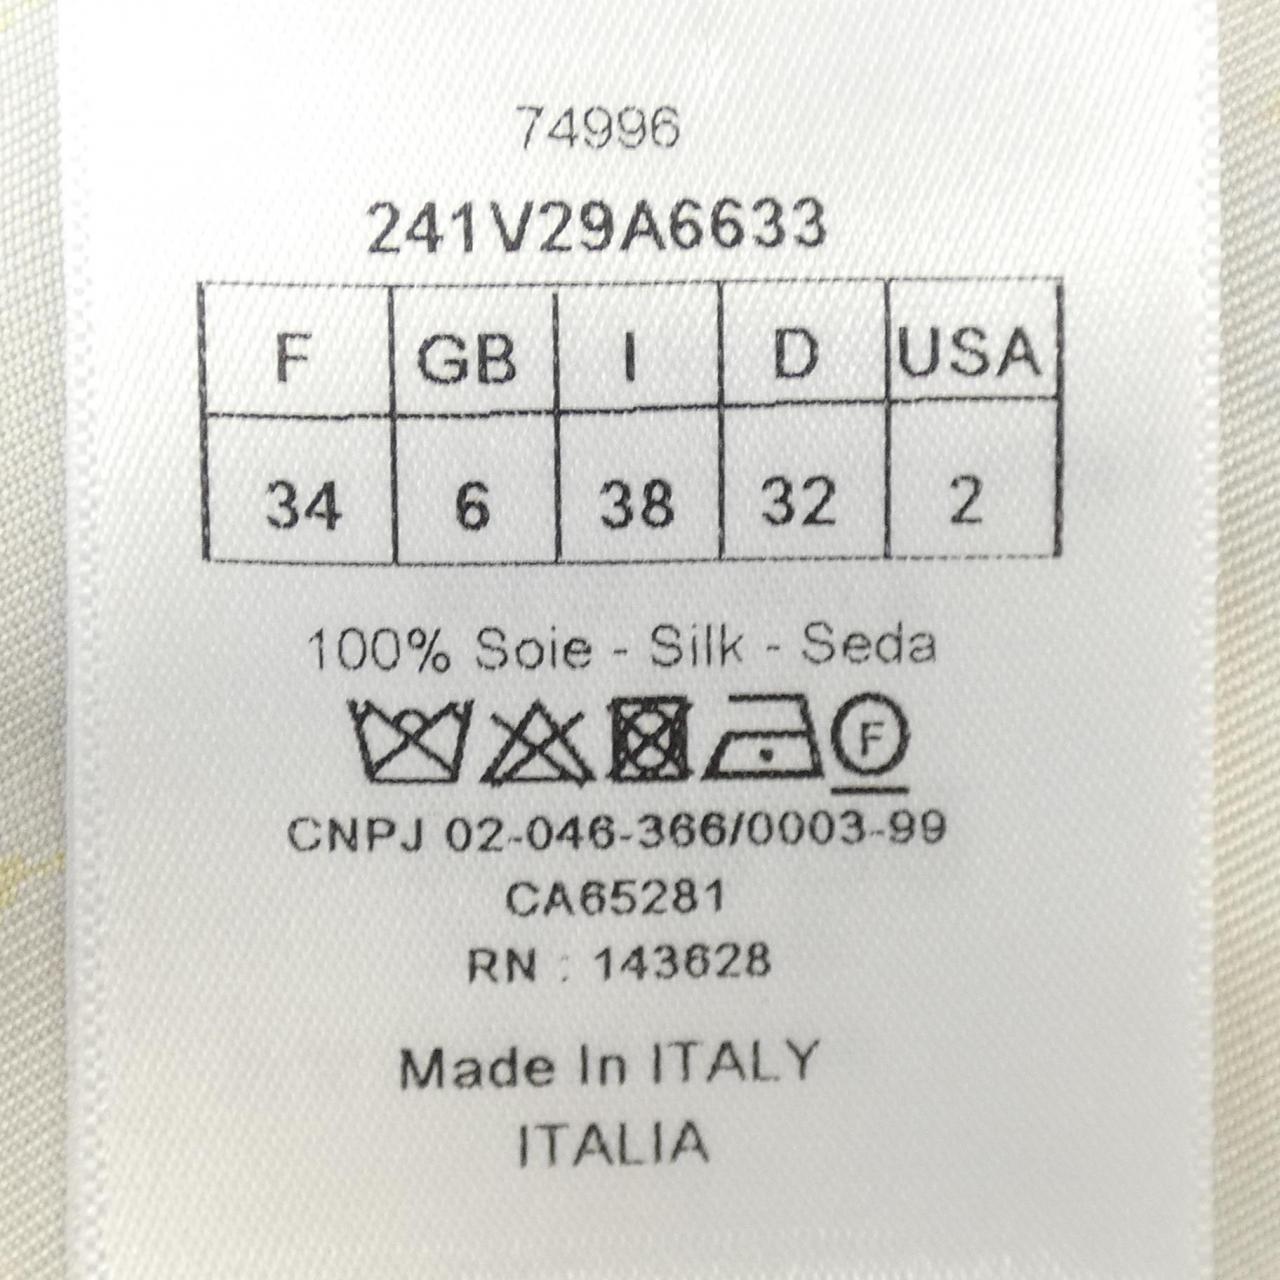 74996
241V29A6633
F GB I D USA
34 6 38 32 2
100% Soie - Silk - Seda
F
CNPJ 02-046-366/0003-99
CA65281
RN : 143628
Made In ITALY
ITALIA